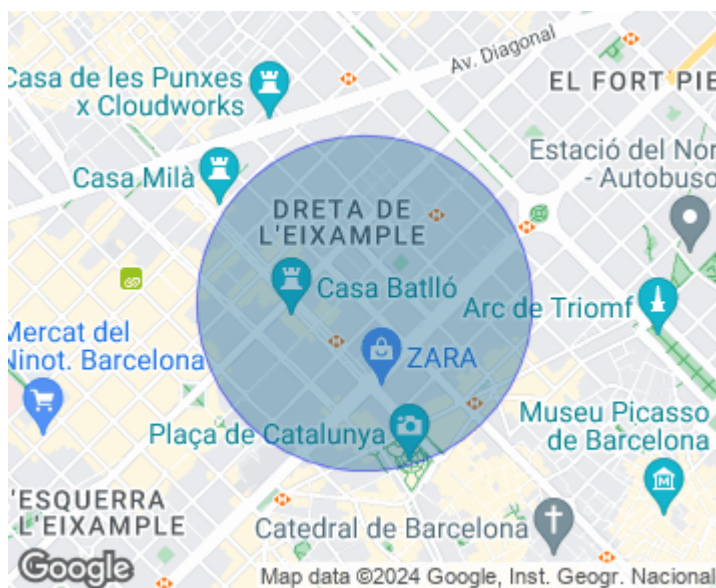 Av. Diagonal
Casa de les Punxes
x Cloudworks
EL FORT PIE
Estació del Nor
- Autobuso
Casa Milà
DRETA DE
L'EIXAMPLE
Casa Batlló
Arc de Triomf
Mercat del
Ninot. Barcelona
ZARA
Plaça de Catalunya
Museu Picasso
de Barcelona
'ESQUERRA
L'EIXAMPLE
Catedral de Barcelona
Google
Map data ©2024 Google, Inst. Geogr. Nacional